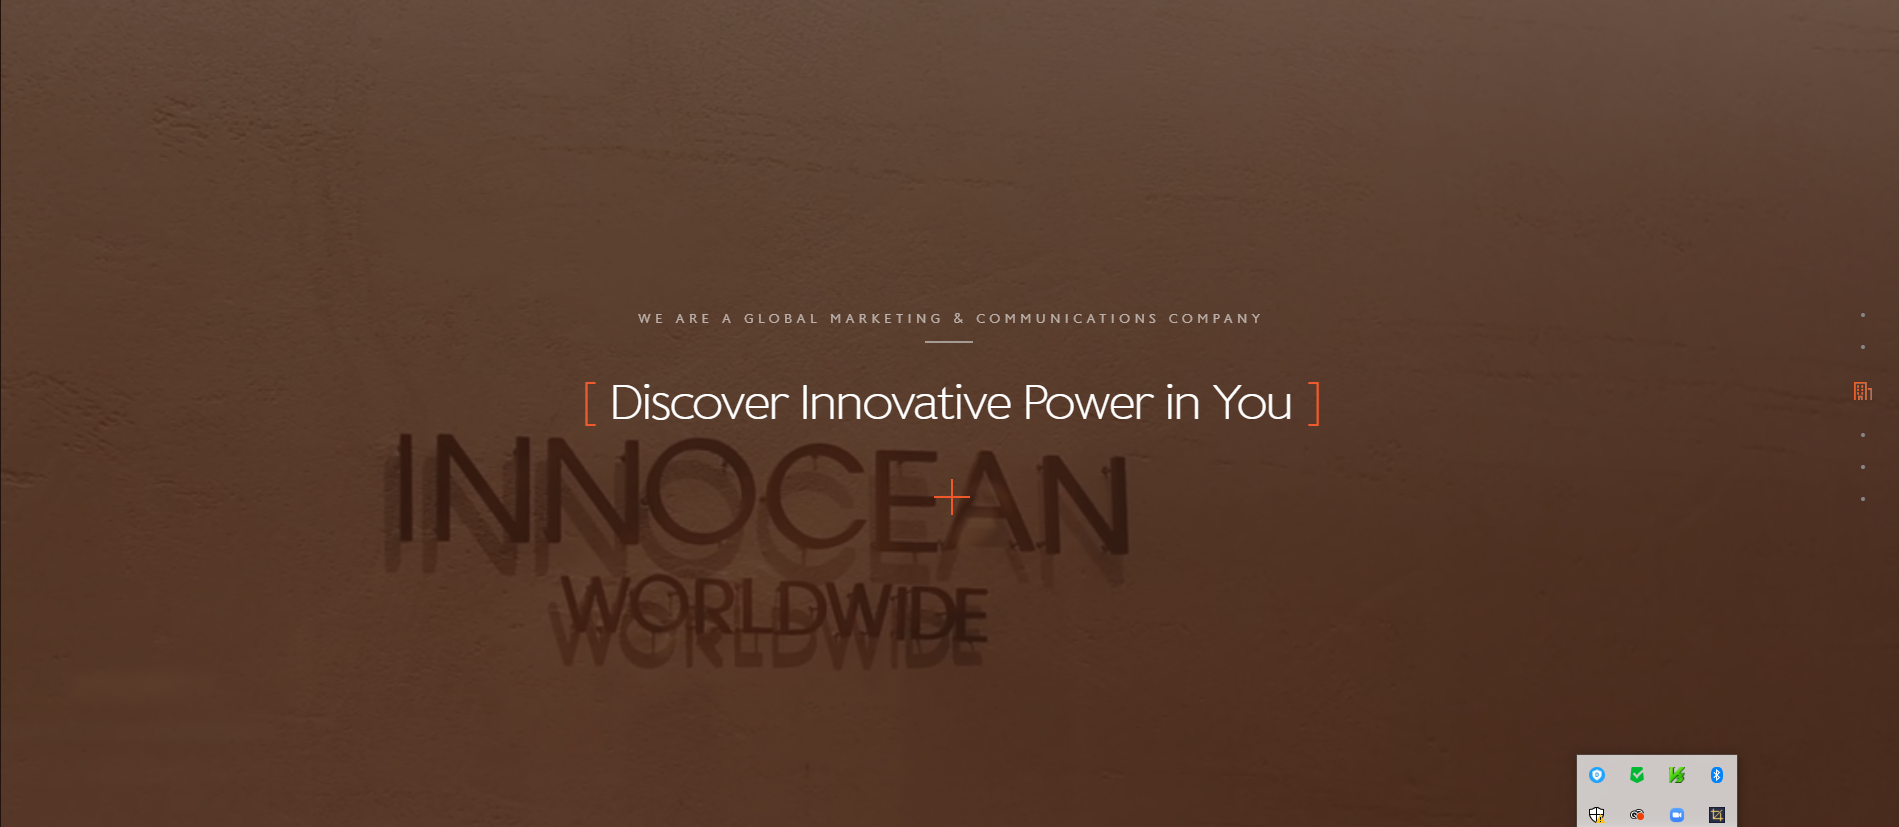 WE ARE A GLOBAL MARKETING & COMMUNICATIONS COMPANY
[ Discover Innovative Power in You ]
INNOCEAN
WORLDWIDE